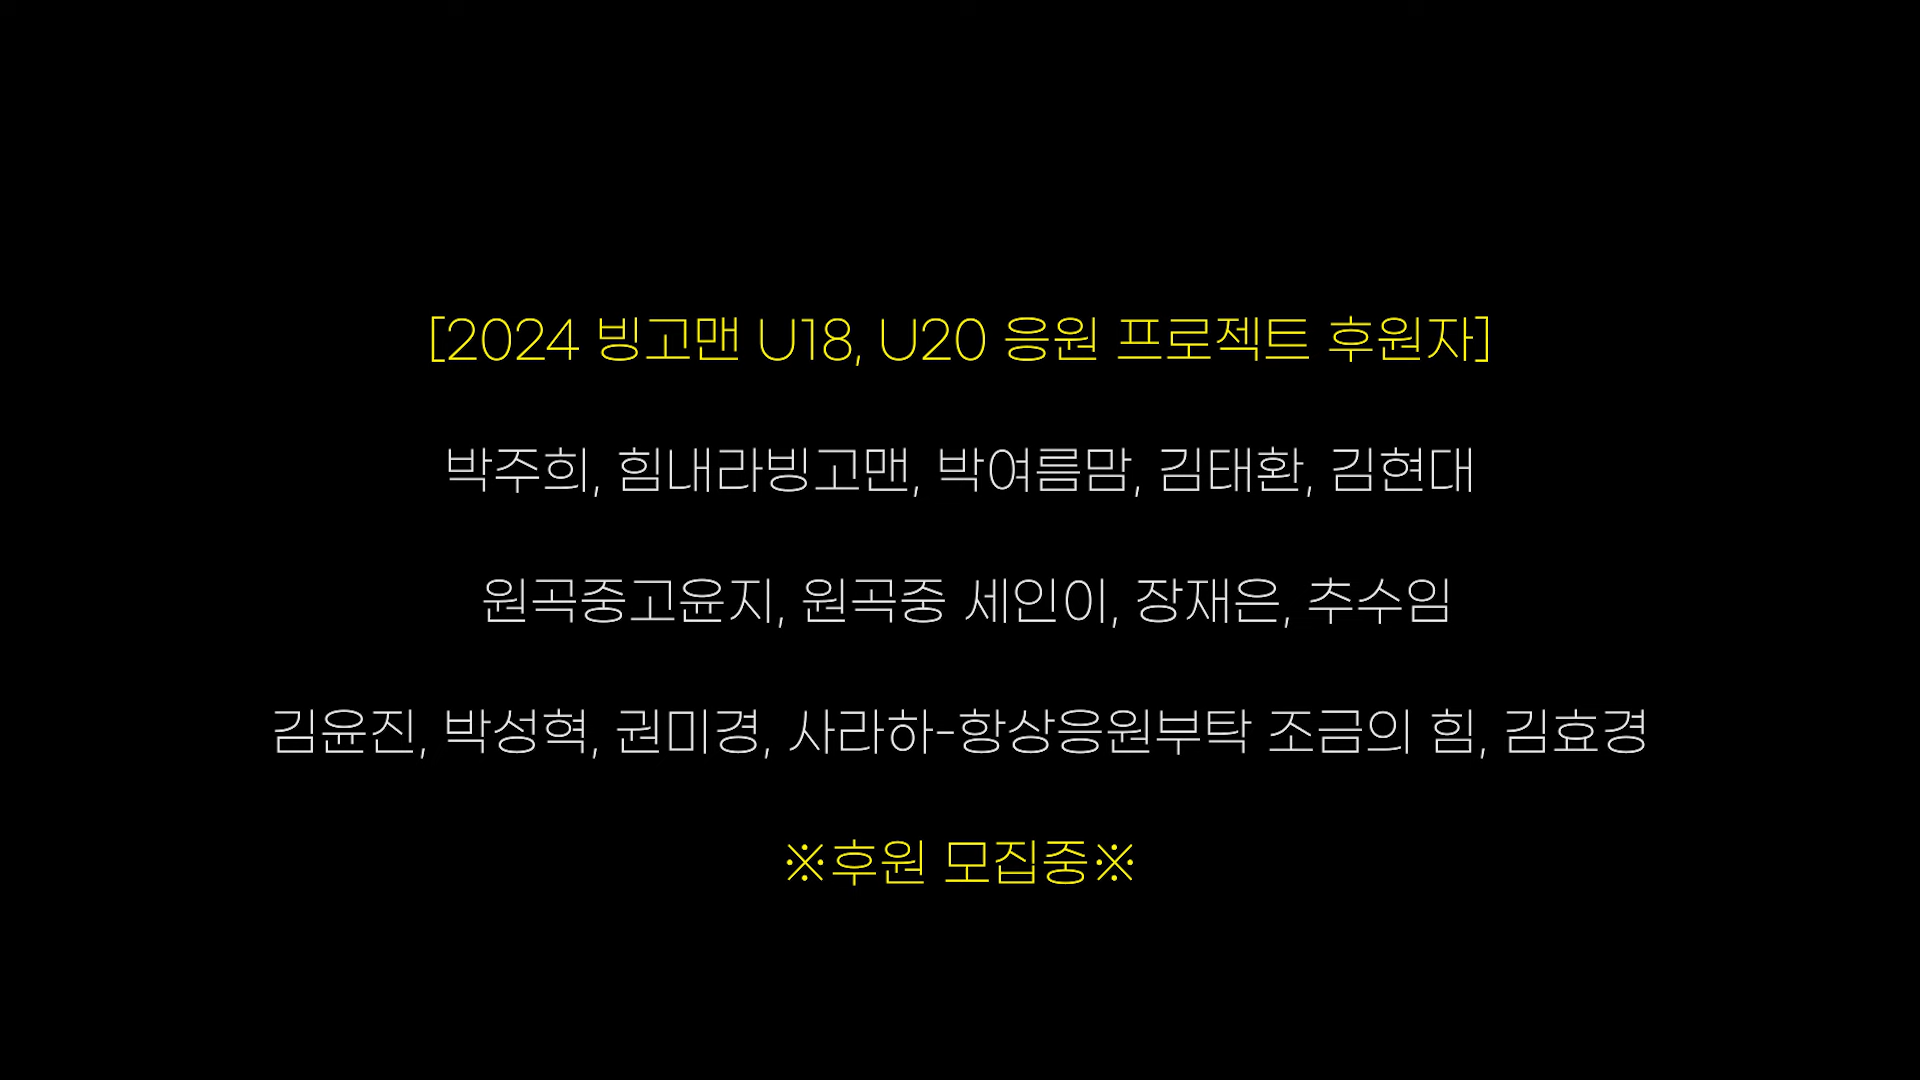 [2024 빙고맨 U18, U20 응원 프로젝트 후원자]
박주희, 힘내라빙고맨, 박여름맘, 김태환, 김현대
원곡중고윤지, 원곡중 세인이, 장재은, 추수임
김윤진, 박성혁, 권미경, 사라하-항상응원부탁 조금의 힘, 김효경
※후원 모집중※